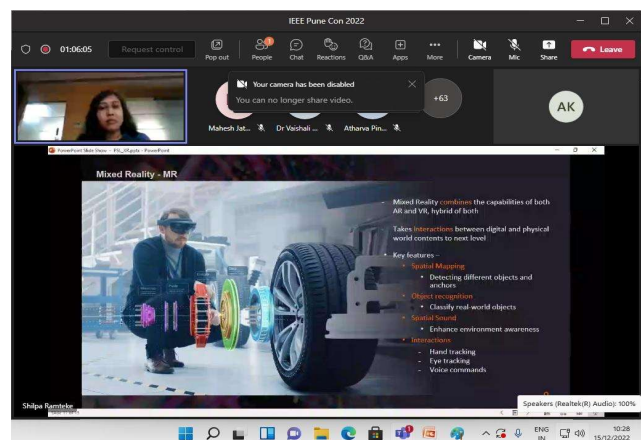 IEEE Pune Con 2022
01:06:05
Request control
Pop out
People
Chat
Reactions
Q&A
Apps
More
Camera
Mic
Share
Leave
Your camera has been disabled
You can no longer share video.
+63
AK
Mahesh Jat...
Dr Vaishali ...
Atharva Pin...
Mixed Reality - MR
- Mixed Reality combines the capabilities of both
AR and VR, hybrid of both
Takes Interactions between digital and physical
world contents to next level
• Key features –
• Spatial Mapping
• Detecting different objects and
anchors
• Object recognition
• Classify real-world objects
• Spatial Sound
• Enhance environment awareness
• Interactions
- Hand tracking
- Eye tracking
- Voice commands
Shilpa Ramteke
Speakers (Realtek(R) Audio): 100%
ENG
IN
10:28
15/12/2022